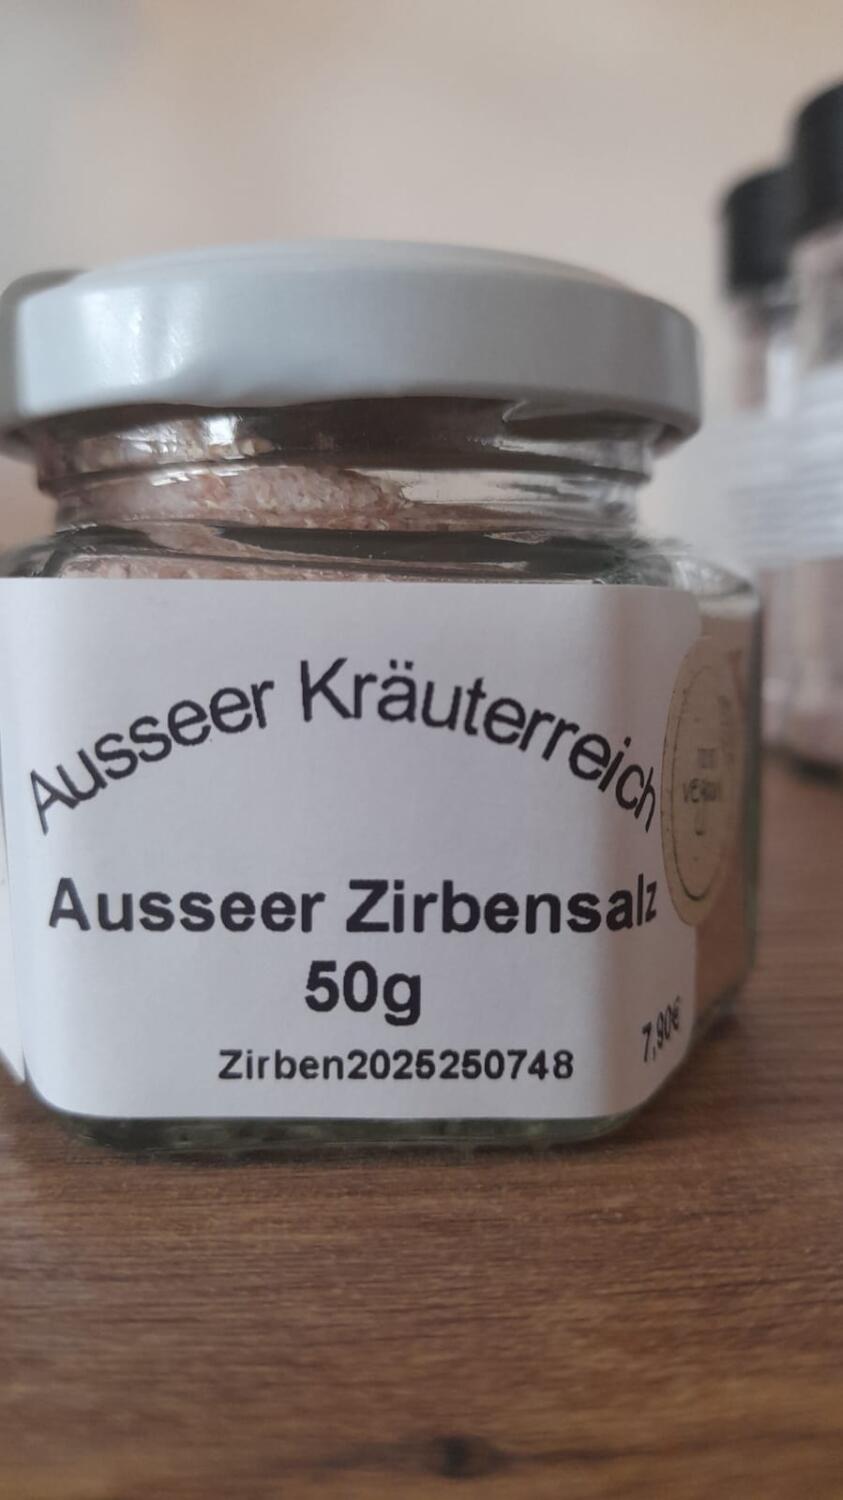 Ausseer Kräuterreich
Ausseer Zirbensalz
50g
Zirben2025250748
7,90€